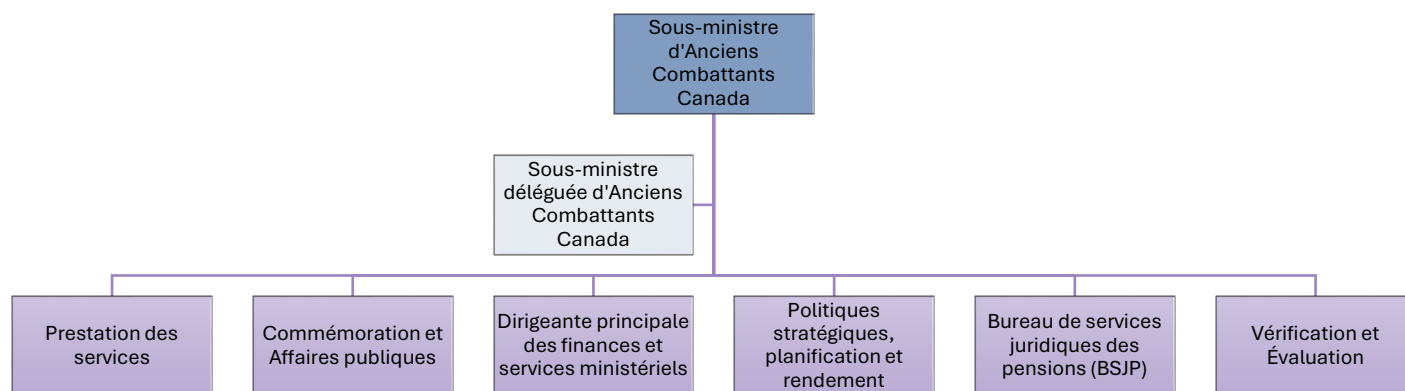 Sous-ministre
d'Anciens
Combattants
Canada
Sous-ministre
déléguée d'Anciens
Combattants
Canada
Prestation des
services
Commémoration et
Affaires publiques
Dirigeante principale
des finances et
services ministériels
Politiques
stratégiques,
planification et
rendement
Bureau de services
juridiques des
pensions (BSJP)
Vérification et
Évaluation